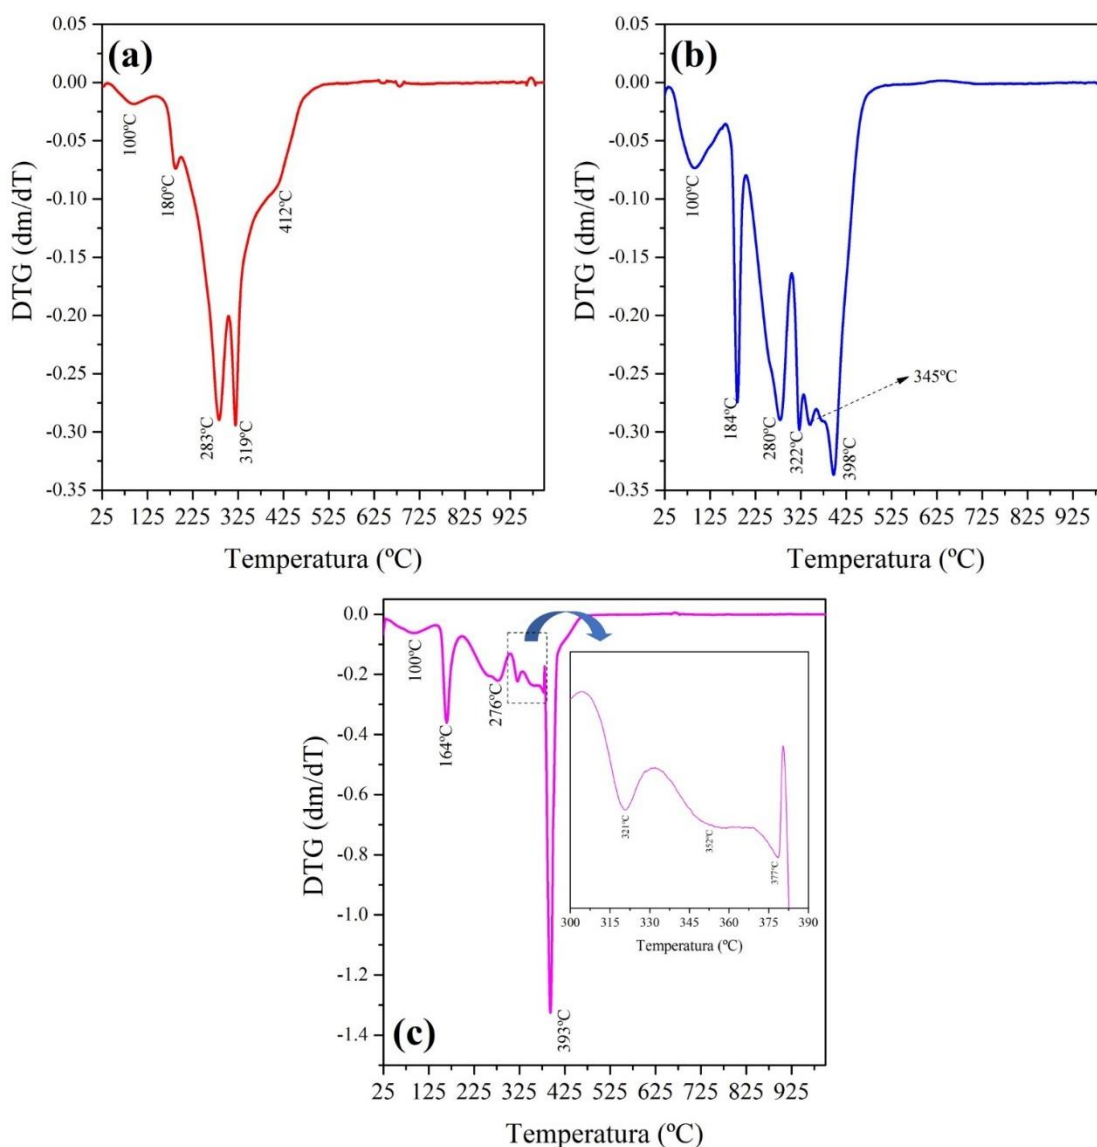 (a)
0.05
0.00
-0.05
-0.10
-0.15
-0.20
-0.25
-0.30
-0.35
DTG (dm/dT)
100ºC
180ºC
283ºC
319ºC
412ºC
25 125 225 325 425 525 625 725 825 925
Temperatura (ºC)
(b)
0.05
0.00
-0.05
-0.10
-0.15
-0.20
-0.25
-0.30
-0.35
DTG (dm/dT)
100ºC
184ºC
280ºC
322ºC
345ºC
398ºC
25 125 225 325 425 525 625 725 825 925
Temperatura (ºC)
(c)
0.0
-0.2
-0.4
-0.6
-0.8
-1.0
-1.2
-1.4
DTG (dm/dT)
100ºC
164ºC
276ºC
393ºC
321ºC
352ºC
377ºC
300 315 330 345 360 375 390
Temperatura (ºC)
25 125 225 325 425 525 625 725 825 925
Temperatura (ºC)